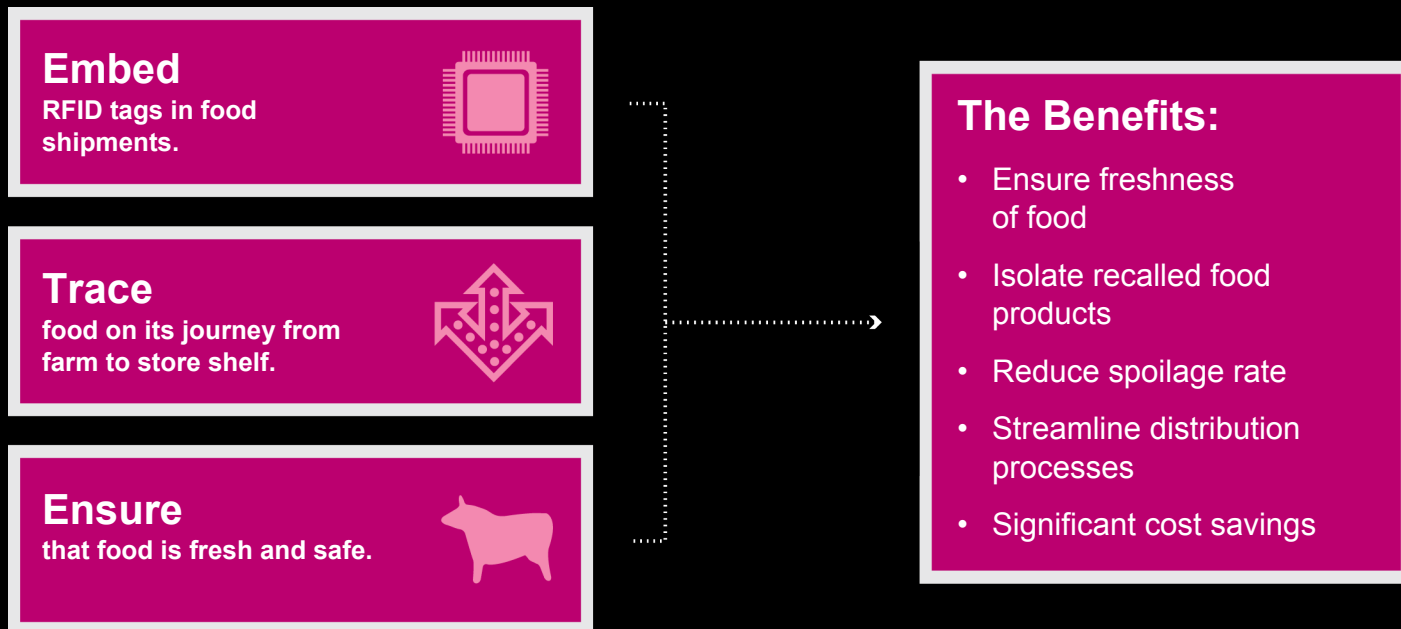 Embed
RFID tags in food
shipments.
Trace
food on its journey from
farm to store shelf.
Ensure
that food is fresh and safe.
The Benefits:
• Ensure freshness
of food
• Isolate recalled food
products
• Reduce spoilage rate
• Streamline distribution
processes
• Significant cost savings